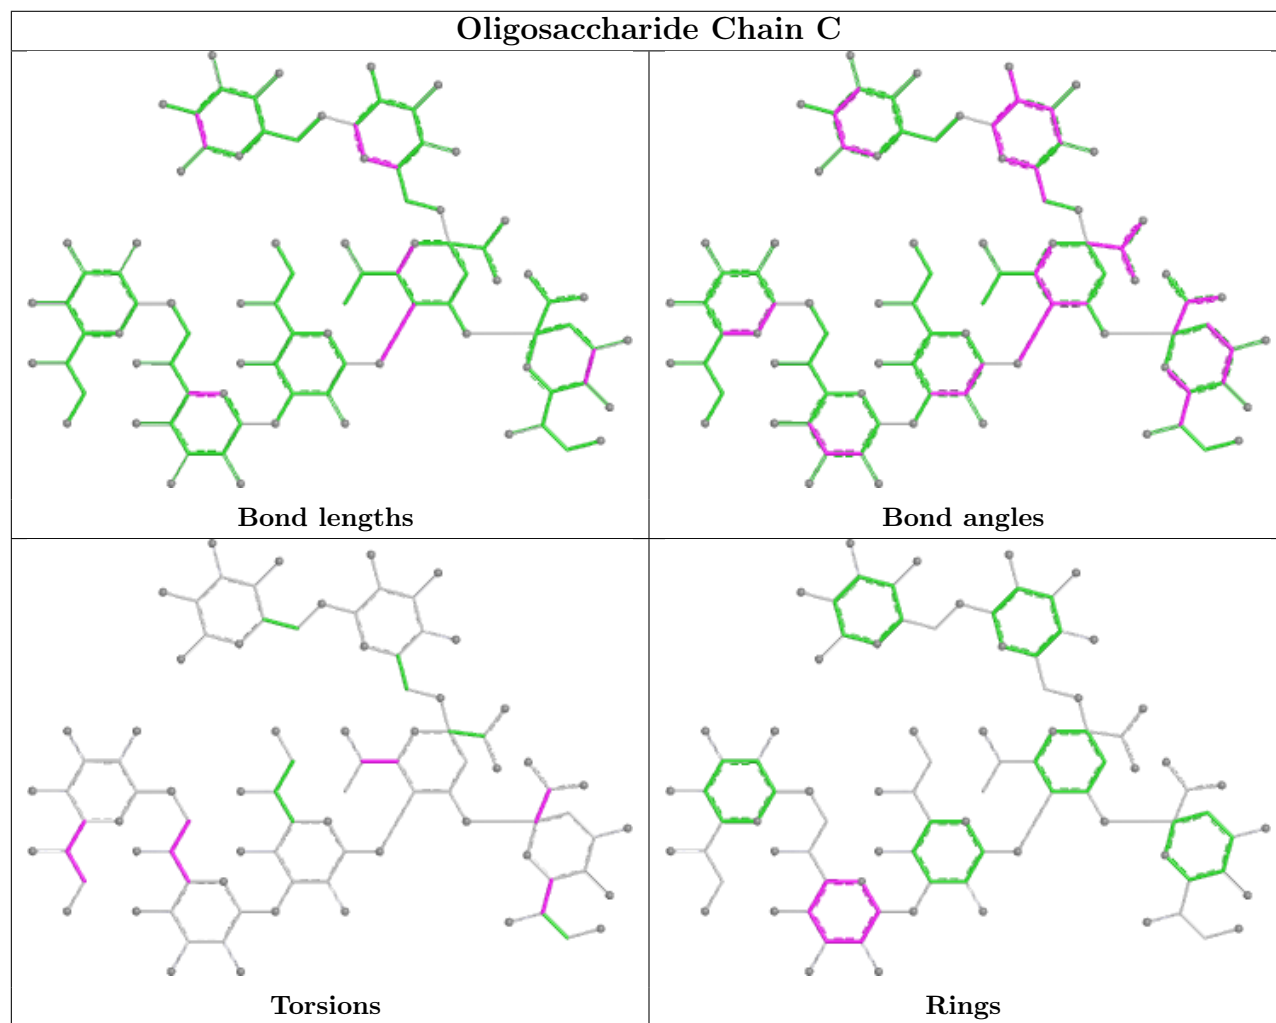 Oligosaccharide Chain C
Bond lengths
Bond angles
Torsions
Rings